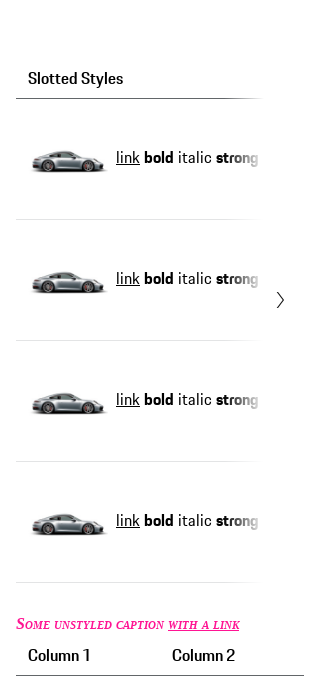 Slotted Styles
link bold italic strong
link bold italic strong
link bold italic strong
link bold italic strong
Some unstyled caption with a link
Column 1 Column 2